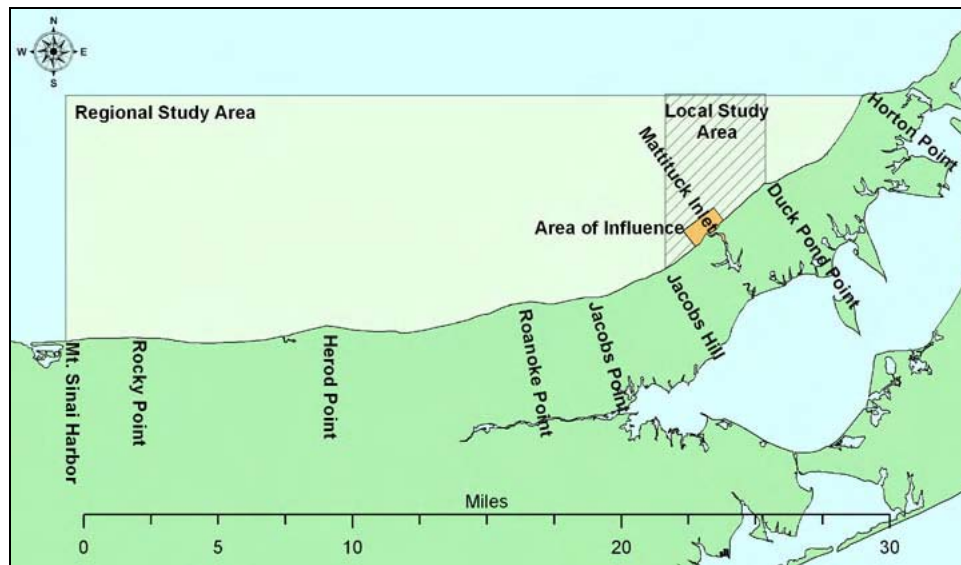 N
W E
S
Regional Study Area
Local Study
Area
Horton Point
Mattituck Inlet
Area of Influence
Duck Pond Point
Jacobs Hill
Jacobs Point
Roanoke Point
Herod Point
Rocky Point
Mt. Sinai Harbor
Miles
0 5 10 20 30